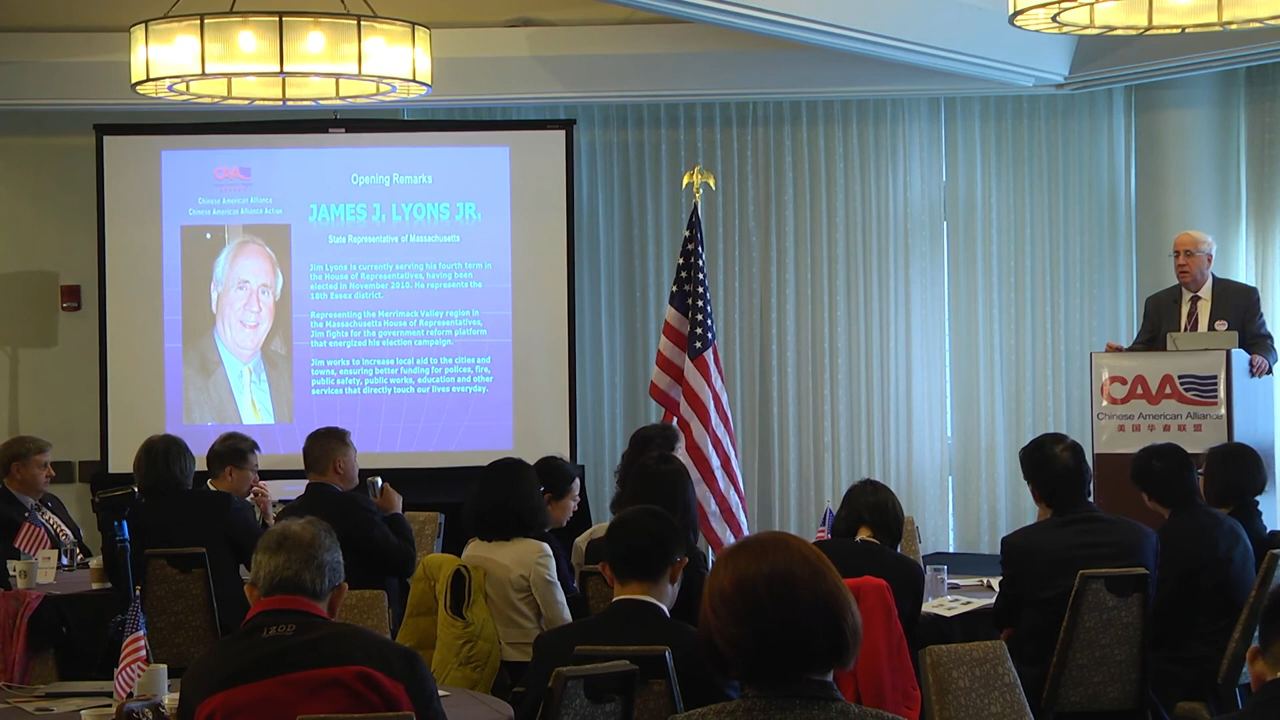 CAA
Chinese American Alliance
Chinese American Alliance Action
Opening Remarks
JAMES J. LYONS JR.
State Representative of Massachusetts
Jim Lyons is currently serving his fourth term in
the House of Representatives, having been
elected in November 2010. He represents the
18th Essex district.
Representing the Merrimack Valley region in
the Massachusetts House of Representatives,
Jim fights for the government reform platform
that energized his election campaign.
Jim works to increase local aid to the cities and
towns, ensuring better funding for polices, fire,
public safety, public works, education and other
services that directly touch our lives everyday.
CAA
Chinese American Alliance
美国华裔联盟
IZOD